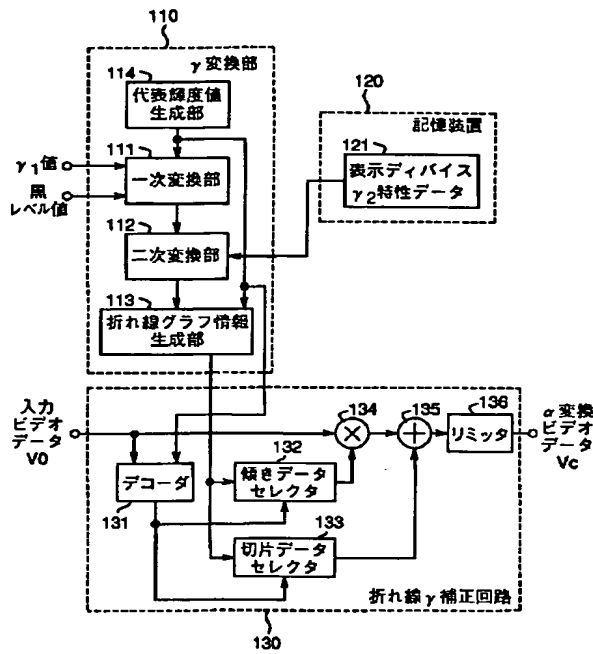 110
γ変換部
114
代表輝度値
生成部
120
記憶装置
121
表示ディバイス
γ2特性データ
γ1値
黒
レベル値
111
一次変換部
112
二次変換部
113
折れ線グラフ情報
生成部
入力
ビデオ
データ
V0
デコーダ
131
132
傾きデータ
セレクタ
133
切片データ
セレクタ
134
×
135
+
136
リミッタ
α変換
ビデオ
データ
Vc
折れ線γ補正回路
130